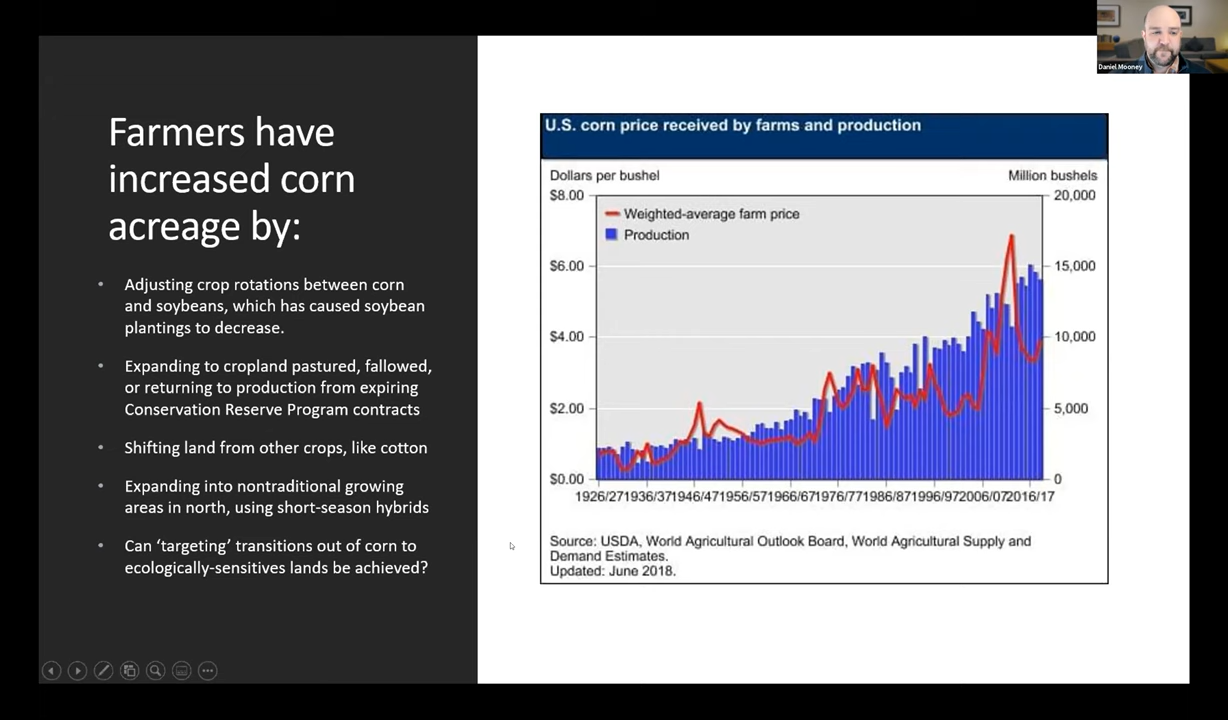 Daniel Mooney
Farmers have
increased corn
acreage by:
• Adjusting crop rotations between corn
and soybeans, which has caused soybean
plantings to decrease.
• Expanding to cropland pastured, fallowed,
or returning to production from expiring
Conservation Reserve Program contracts
• Shifting land from other crops, like cotton
• Expanding into nontraditional growing
areas in north, using short-season hybrids
• Can ‘targeting’ transitions out of corn to
ecologically-sensitives lands be achieved?
U.S. corn price received by farms and production
Dollars per bushel
Million bushels
$8.00
20,000
Weighted-average farm price
Production
$6.00
15,000
$4.00
10,000
$2.00
5,000
$0.00
0
1926/27 1936/37 1946/47 1956/57 1966/67 1976/77 1986/87 1996/97 2006/07 2016/17
Source: USDA, World Agricultural Outlook Board, World Agricultural Supply and
Demand Estimates.
Updated: June 2018.